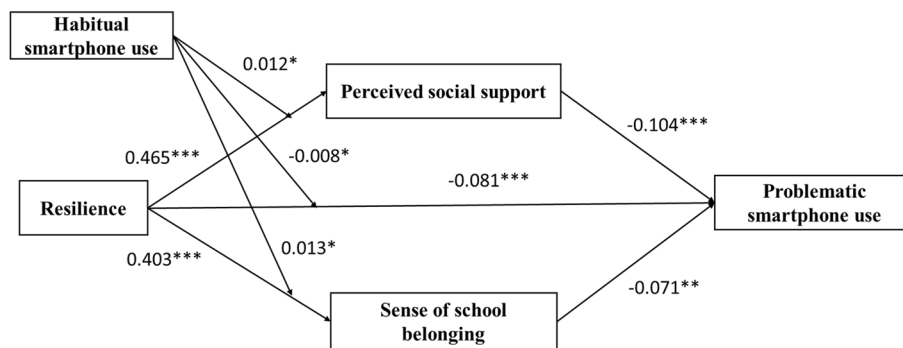 Habitual
smartphone use
0.012*
Perceived social support
-0.104***
0.465***
-0.008*
-0.081***
Resilience
Problematic
smartphone use
0.403***
0.013*
-0.071**
Sense of school
belonging